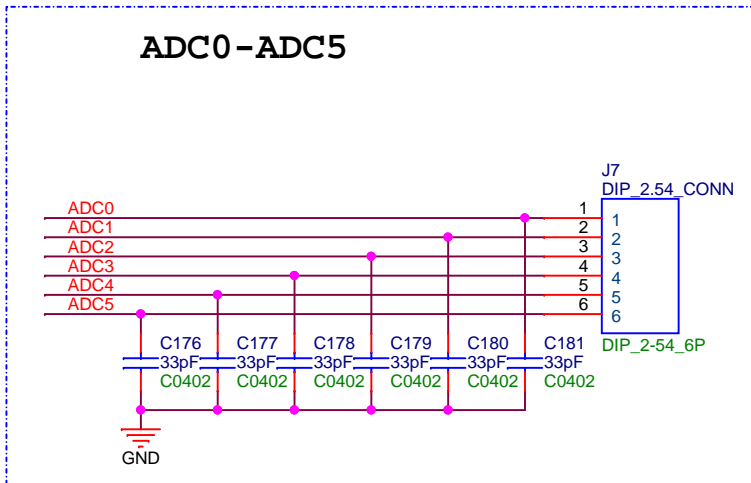 ADC0-ADC5
J7
DIP_2.54_CONN
ADC0 1 1
ADC1 2 2
ADC2 3 3
ADC3 4 4
ADC4 5 5
ADC5 6 6
DIP_2-54_6P
C176 C177 C178 C179 C180 C181
33pF 33pF 33pF 33pF 33pF 33pF
C0402 C0402 C0402 C0402 C0402 C0402
GND